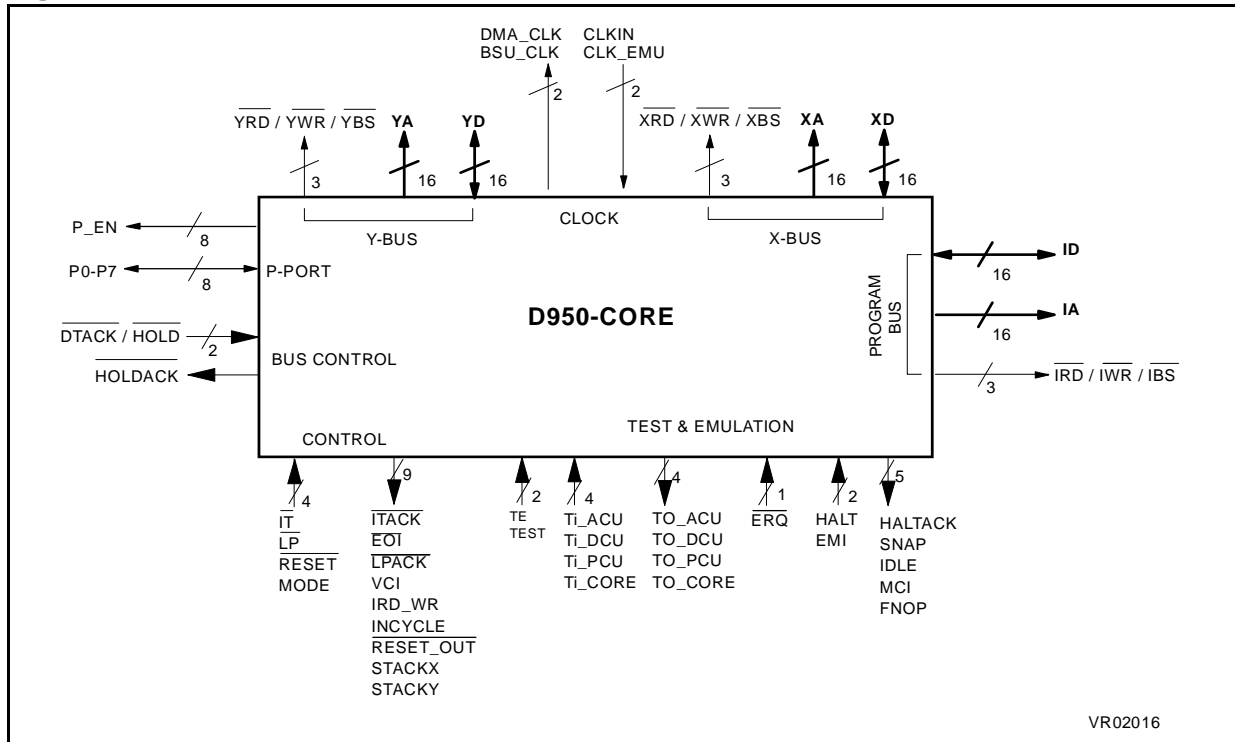 DMA_CLK CLKIN
BSU_CLK CLK_EMU
2 2
YRD / YWR / YBS YA YD XRD / XWR / XBS XA XD
3 16 16 3 16 16
CLOCK
Y-BUS X-BUS
P_EN 8
P0-P7 8 P-PORT
ID 16
PROGRAM
BUS
D950-CORE
IA 16
DTACK / HOLD 2
BUS CONTROL
HOLDACK
3 IRD / IWR / IBS
TEST & EMULATION
CONTROL
4 9 2 4 4 1 2 5
IT
LP
RESET
MODE
ITACK
EOI
LPACK
VCI
IRD_WR
INCYCLE
RESET_OUT
STACKX
STACKY
TE
TEST
Ti_ACU
Ti_DCU
Ti_PCU
Ti_CORE
TO_ACU
TO_DCU
TO_PCU
TO_CORE
ERQ
HALT
EMI
HALTACK
SNAP
IDLE
MCI
FNOP
VR02016